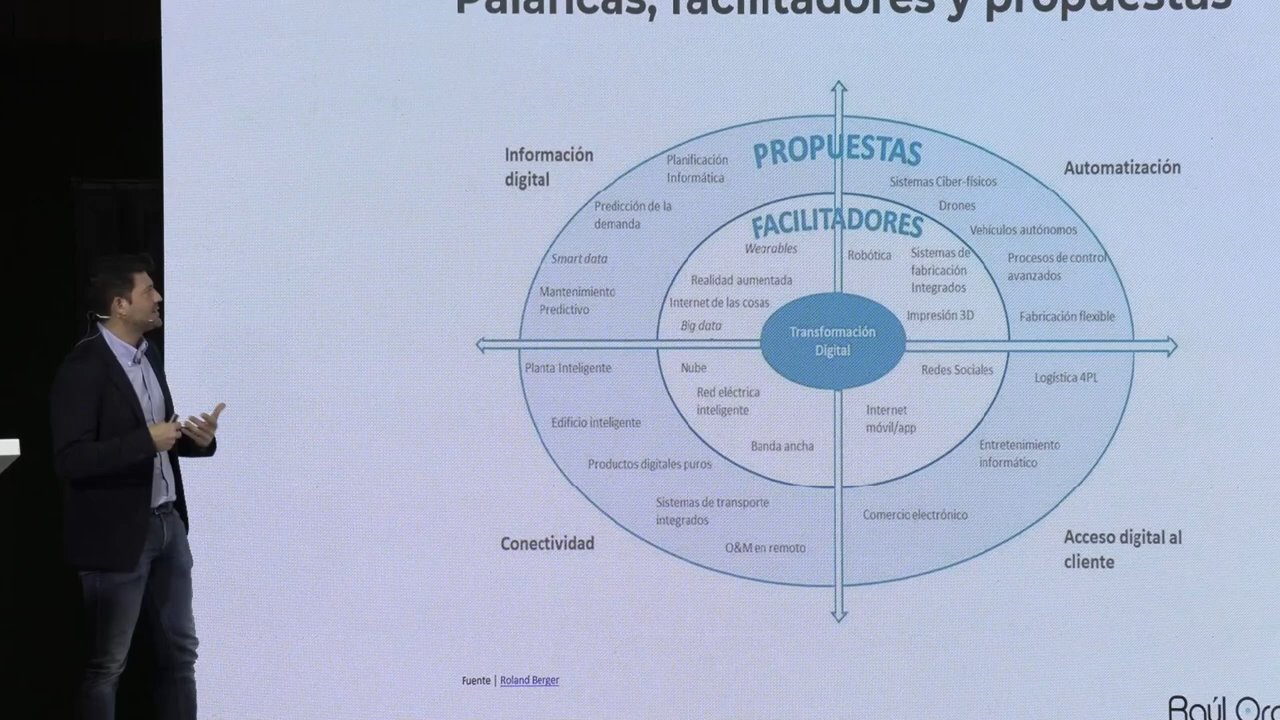 Palancas, facilitadores y propuestas
Información
digital
Automatización
PROPUESTAS
Planificación
Informática
Predicción de la
demanda
Smart data
Mantenimiento
Predictivo
Sistemas Ciber-físicos
Drones
Vehículos autónomos
Procesos de control
avanzados
Fabricación flexible
FACILITADORES
Wearables
Realidad aumentada
Internet de las cosas
Big data
Robótica
Sistemas de
fabricación
Integrados
Impresión 3D
Transformación
Digital
Planta Inteligente
Edificio inteligente
Productos digitales puros
Sistemas de transporte
integrados
O&M en remoto
Nube
Red eléctrica
inteligente
Banda ancha
Redes Sociales
Internet
móvil/app
Logística 4PL
Entretenimiento
informático
Comercio electrónico
Conectividad
Acceso digital al
cliente
Fuente | Roland Berger
Raúl